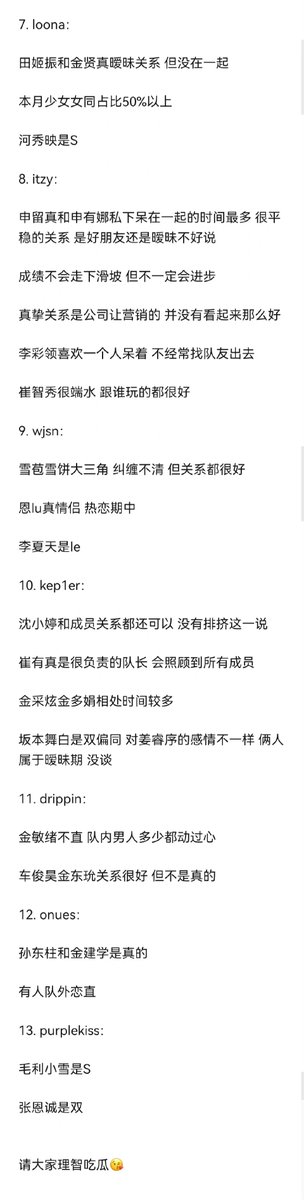 7. loona：
田姬振和金贤真暧昧关系 但没在一起
本月少女女同占比50%以上
河秀映是S
8. itzy：
申留真和申有娜私下呆在一起的时间最多 很平
稳的关系 是好朋友还是暧昧不好说
成绩不会走下滑坡 但不一定会进步
真挚关系是公司让营销的 并没有看起来那么好
李彩领喜欢一个人呆着 不经常找队友出去
崔智秀很端水 跟谁玩的都很好
9. wjsn：
雪苞雪饼大三角 纠缠不清 但关系都很好
恩lu真情侣 热恋期中
李夏天是le
10. kep1er：
沈小婷和成员关系都还可以 没有排挤这一说
崔有真是很负责的队长 会照顾到所有成员
金采炫金多娟相处时间较多
坂本舞白是双偏同 对姜睿序的感情不一样 俩人
属于暧昧期 没谈
11. drippin：
金敏绪不直 队内男人多少都动过心
车俊昊金东玧关系很好 但不是真的
12. onues：
孙东柱和金建学是真的
有人队外恋直
13. purplekiss：
毛利小雪是S
张恩诚是双
请大家理智吃瓜😘